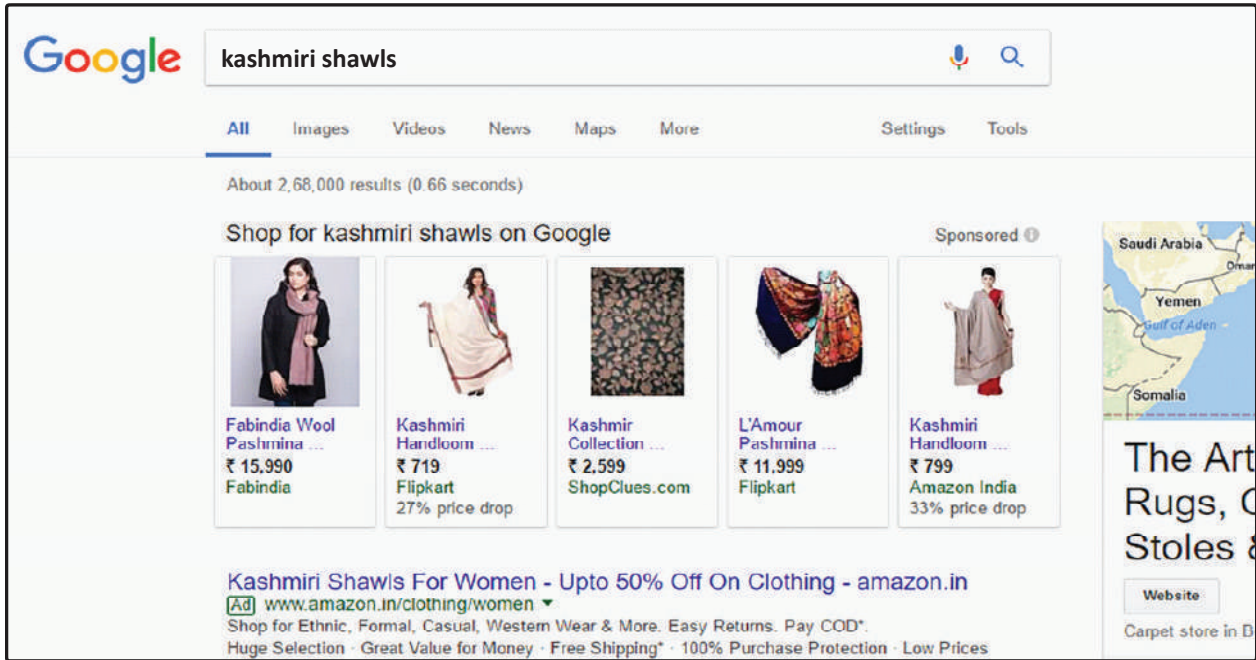 Google
kashmiri shawls
All Images Videos News Maps More Settings Tools
About 2,68,000 results (0.66 seconds)
Shop for kashmiri shawls on Google
Sponsored
Fabindia Wool
Pashmina ...
₹ 15,990
Fabindia
Kashmiri
Handloom ...
₹ 719
Flipkart
27% price drop
Kashmir
Collection ...
₹ 2,599
ShopClues.com
L'Amour
Pashmina ...
₹ 11,999
Flipkart
Kashmiri
Handloom ...
₹ 799
Amazon India
33% price drop
Kashmiri Shawls For Women - Upto 50% Off On Clothing - amazon.in
Ad www.amazon.in/clothing/women
Shop for Ethnic, Formal, Casual, Western Wear & More. Easy Returns. Pay COD*.
Huge Selection · Great Value for Money · Free Shipping* · 100% Purchase Protection · Low Prices
Saudi Arabia
Omar
Yemen
Gulf of Aden
Somalia
The Art
Rugs, C
Stoles &
Website
Carpet store in B